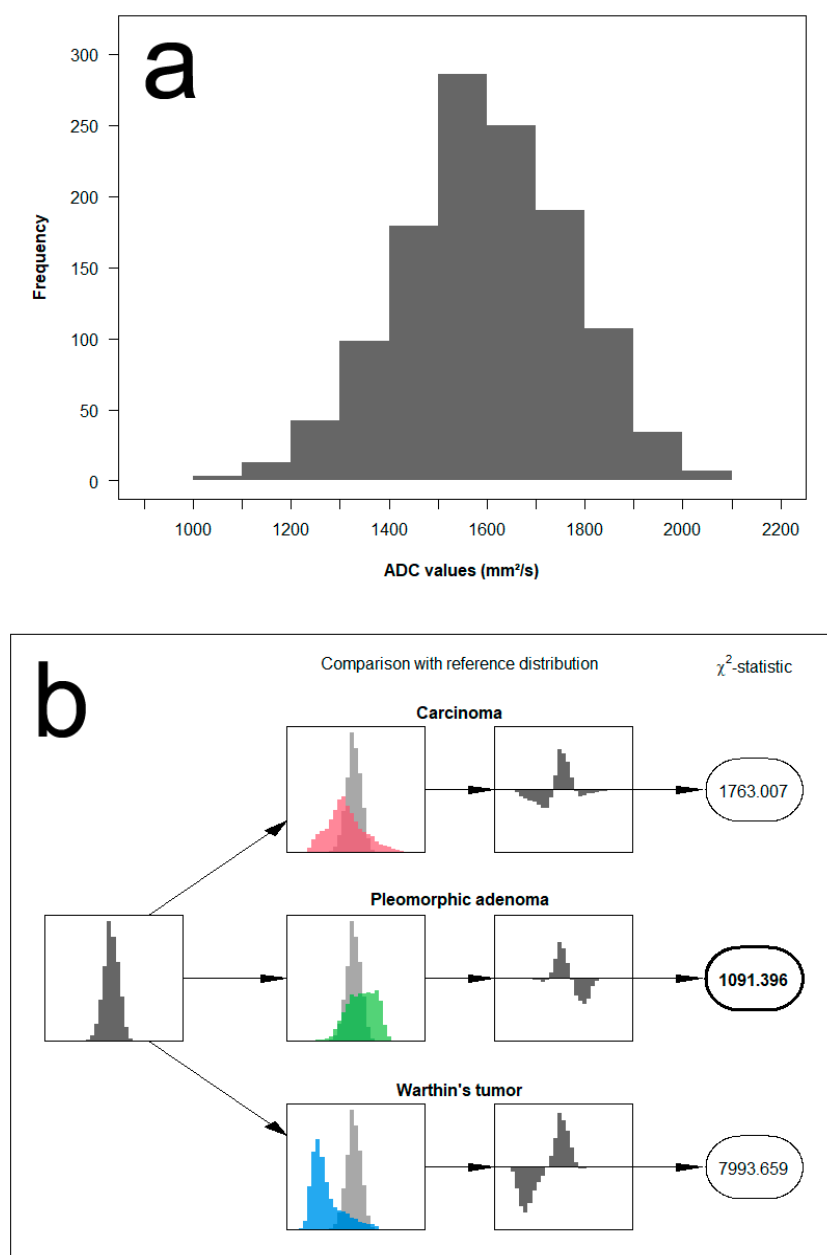 a
300
250
200
150
100
50
0
Frequency
1000 1200 1400 1600 1800 2000 2200
ADC values (mm²/s)
b
Comparison with reference distribution χ²-statistic
Carcinoma
1763.007
Pleomorphic adenoma
1091.396
Warthin's tumor
7993.659